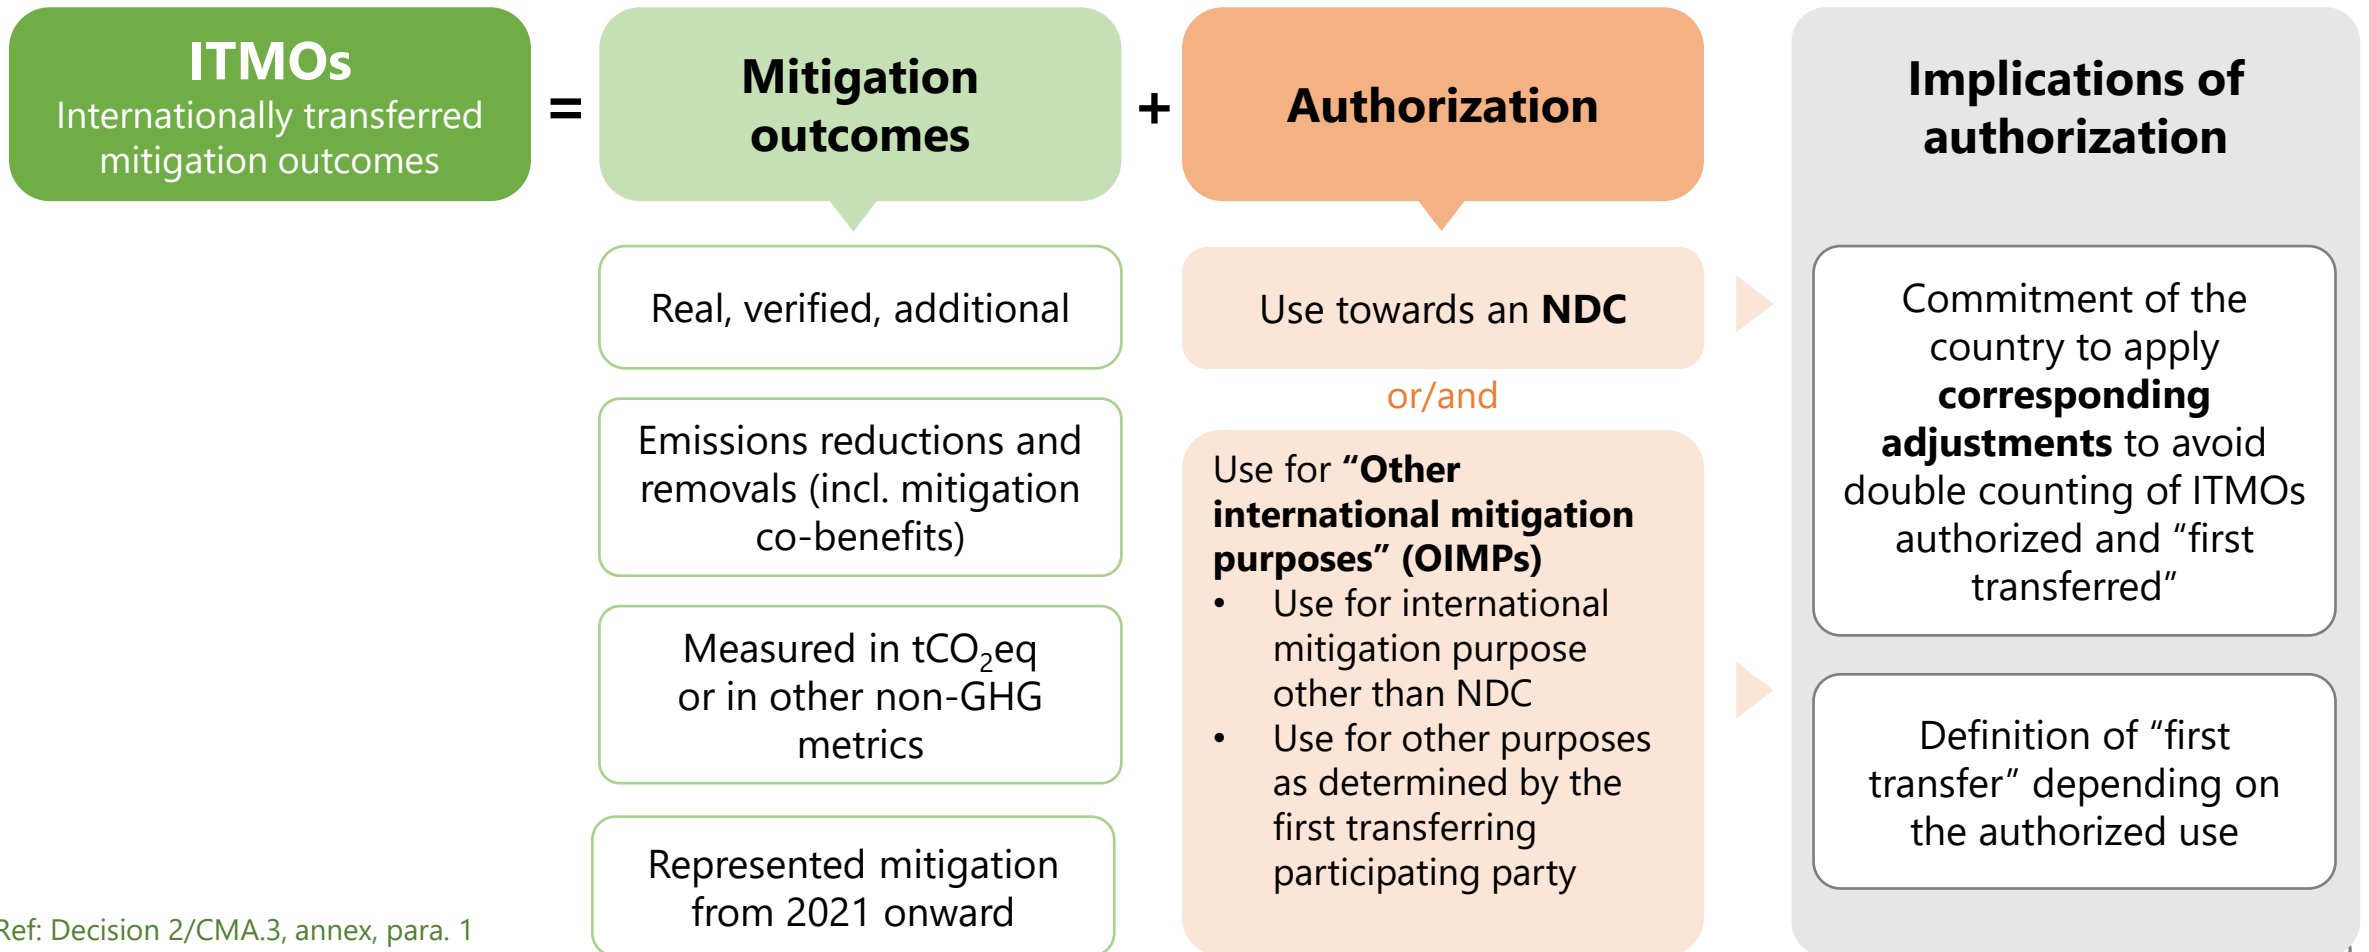 ITMOs
Internationally transferred
mitigation outcomes
=
Mitigation
outcomes
+
Authorization
Implications of
authorization
Real, verified, additional
Emissions reductions and
removals (incl. mitigation
co-benefits)
Measured in tCO₂eq
or in other non-GHG
metrics
Represented mitigation
from 2021 onward
Use towards an NDC
or/and
Use for “Other
international mitigation
purposes” (OIMPs)
• Use for international
mitigation purpose
other than NDC
• Use for other purposes
as determined by the
first transferring
participating party
Commitment of the
country to apply
corresponding
adjustments to avoid
double counting of ITMOs
authorized and “first
transferred”
Definition of “first
transfer” depending on
the authorized use
Ref: Decision 2/CMA.3, annex, para. 1